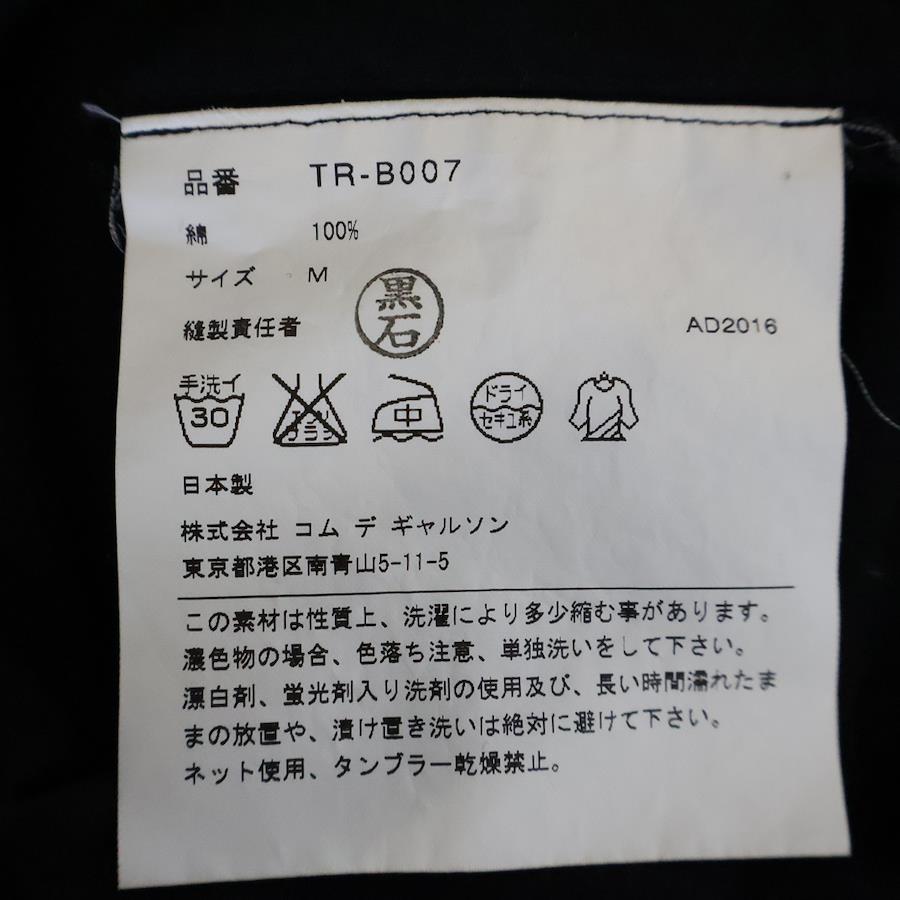 品番 TR-B007
綿 100%
サイズ M
縫製責任者 黒石 AD2016
手洗イ 30 エンソ サラシ 中 ドライ セキユ系
日本製
株式会社 コム デ ギャルソン
東京都港区南青山5-11-5
この素材は性質上、洗濯により多少縮む事があります。
濃色物の場合、色落ち注意、単独洗いをして下さい。
漂白剤、蛍光剤入り洗剤の使用及び、長い時間濡れたま
まの放置や、漬け置き洗いは絶対に避けて下さい。
ネット使用、タンブラー乾燥禁止。